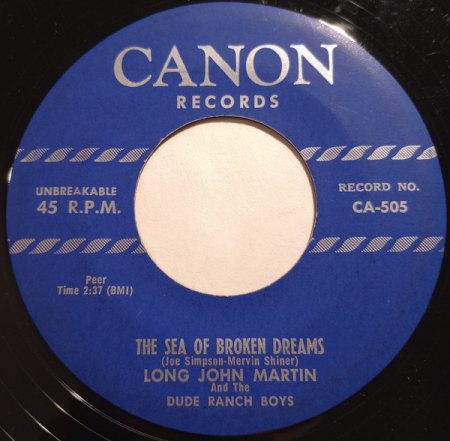 CANON
RECORDS
UNBREAKABLE
45 R.P.M.
RECORD NO.
CA-505
Peer
Time 2:37 (BMI)
THE SEA OF BROKEN DREAMS
(Joe Simpson-Mervin Shiner)
LONG JOHN MARTIN
And The
DUDE RANCH BOYS